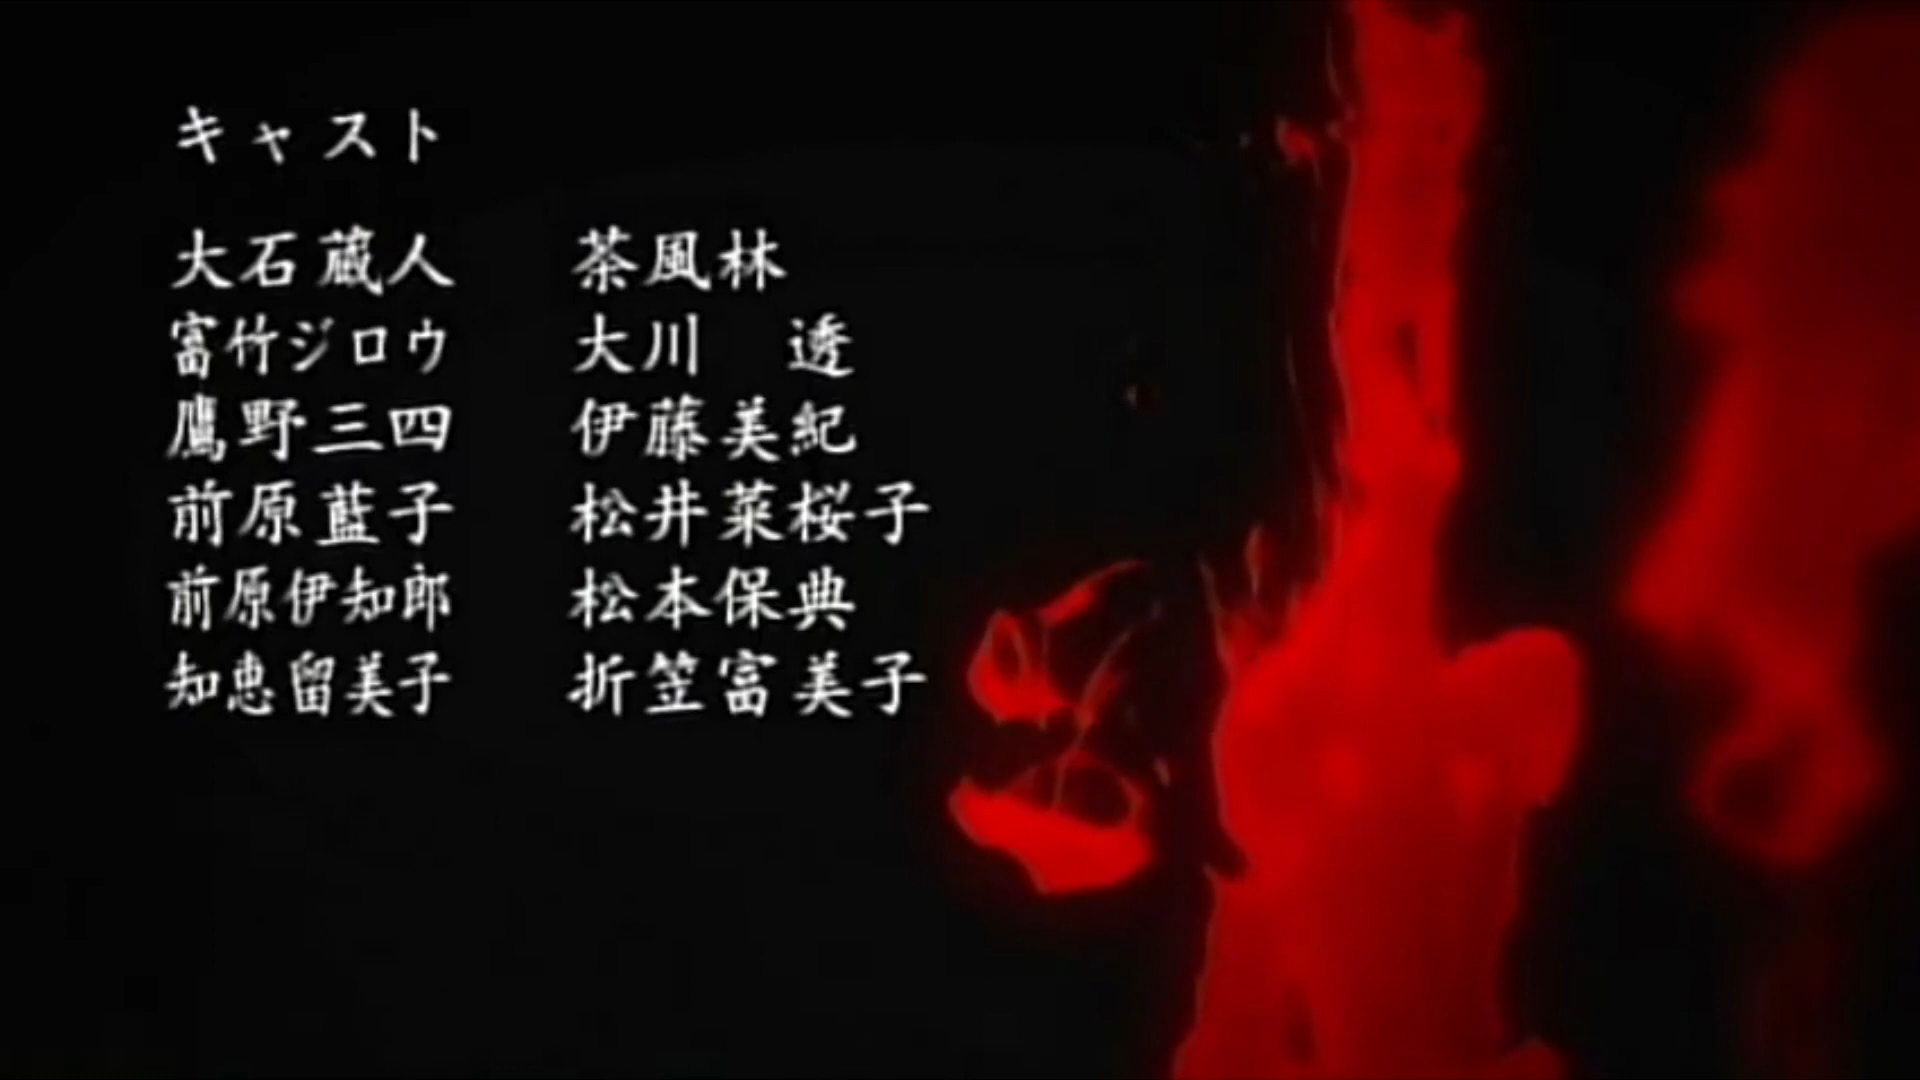 キャスト
大石蔵人 茶風林
富竹ジロウ 大川 透
鷹野三四 伊藤美紀
前原藍子 松井菜桜子
前原伊知郎 松本保典
知恵留美子 折笠富美子